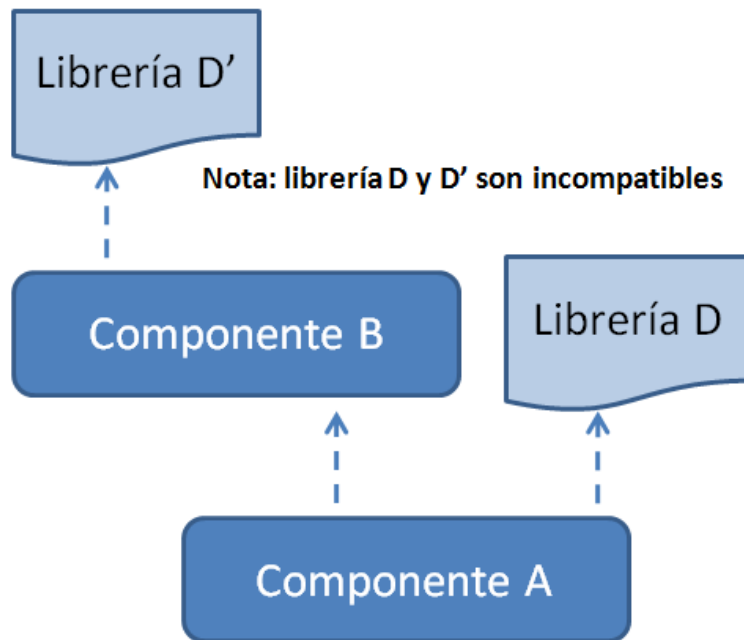 Librería D’
Nota: librería D y D’ son incompatibles
Componente B
Librería D
Componente A